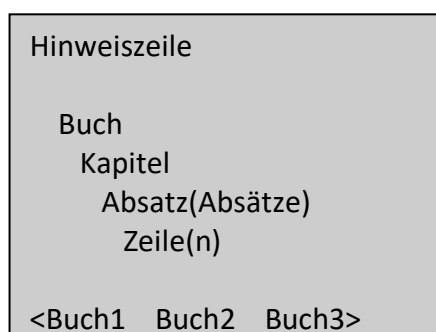 Hinweiszeile
Buch
Kapitel
Absatz(Absätze)
Zeile(n)
<Buch1 Buch2 Buch3>